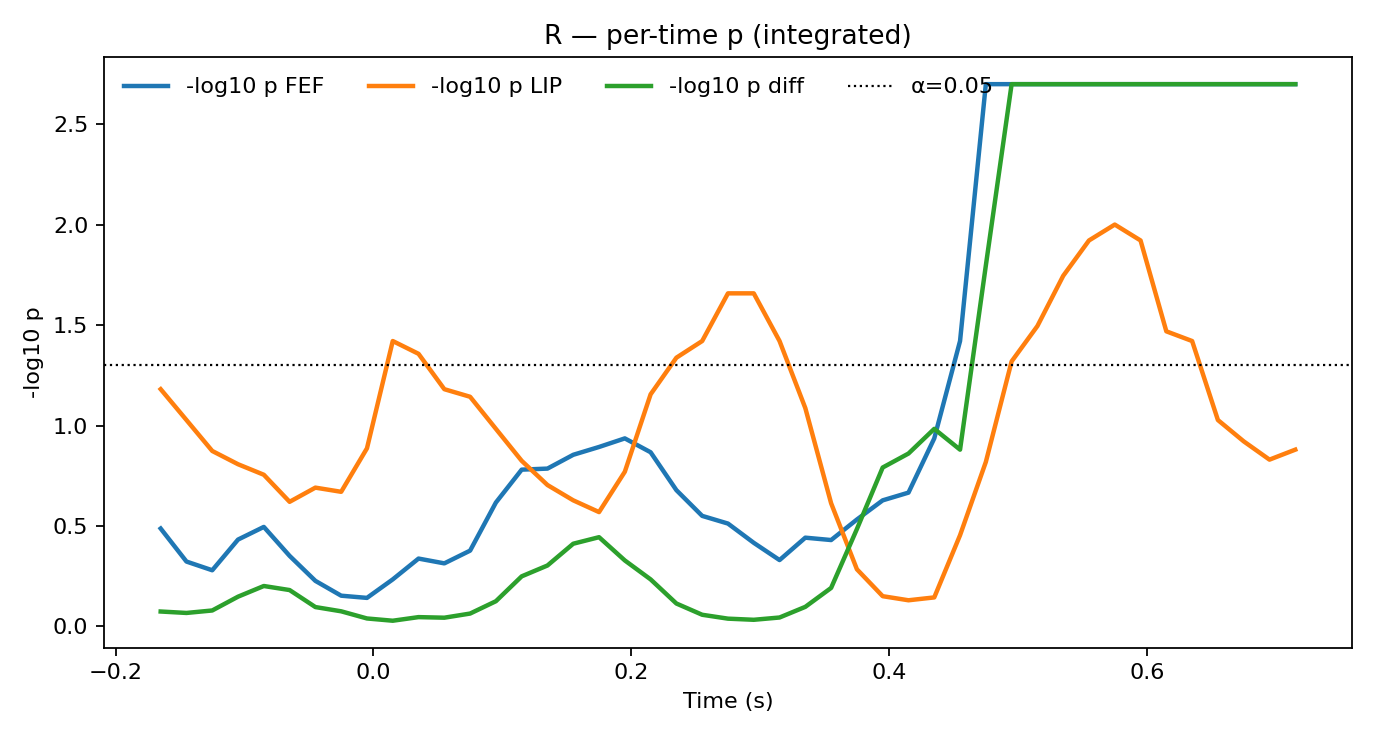 R — per-time p (integrated)
-log10 p FEF
-log10 p LIP
-log10 p diff
α=0.05
2.5
2.0
1.5
1.0
0.5
0.0
-log10 p
−0.2
0.0
0.2
0.4
0.6
Time (s)